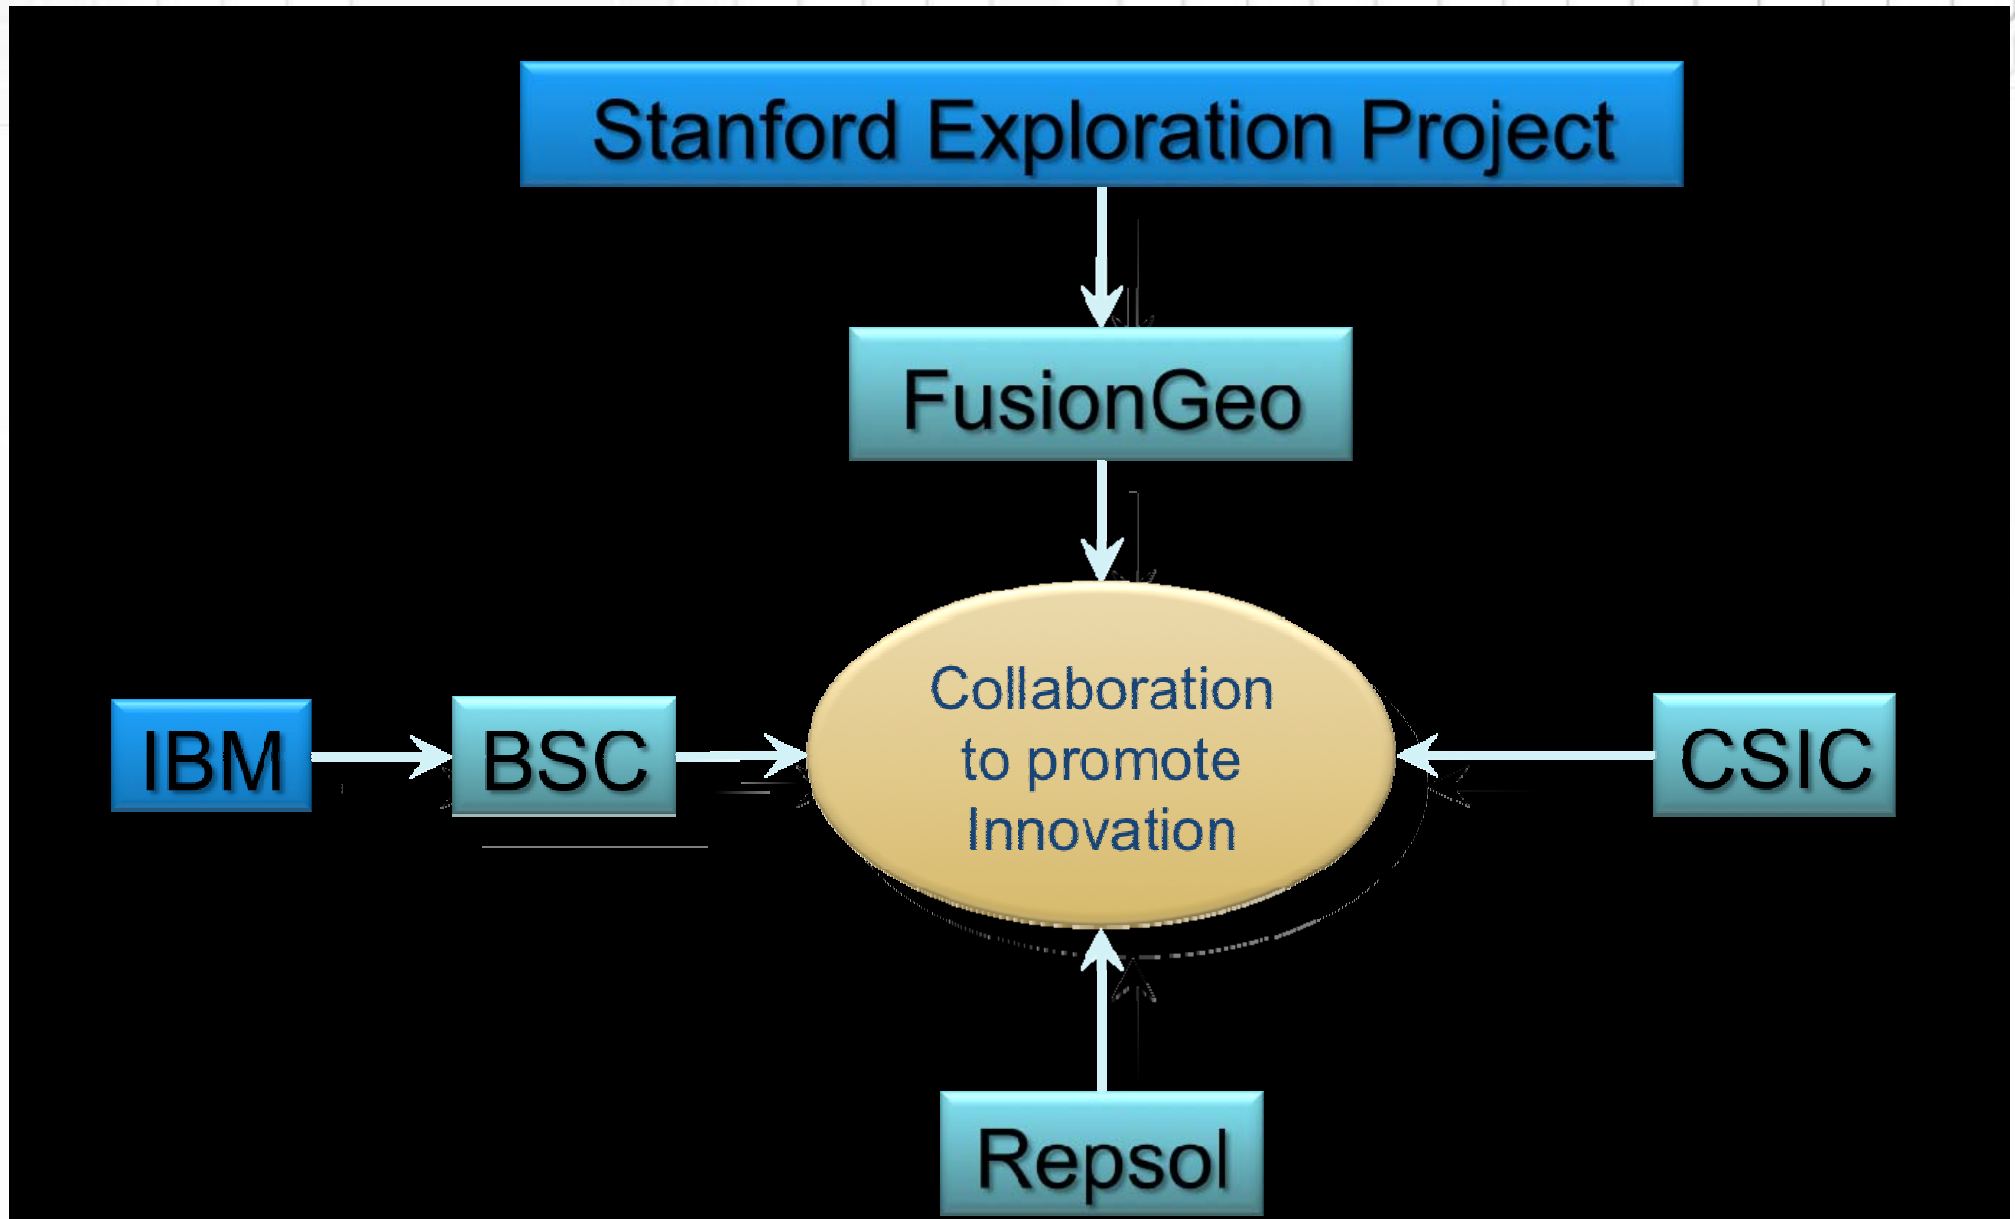 Stanford Exploration Project
FusionGeo
Collaboration
to promote
Innovation
IBM
BSC
CSIC
Repsol